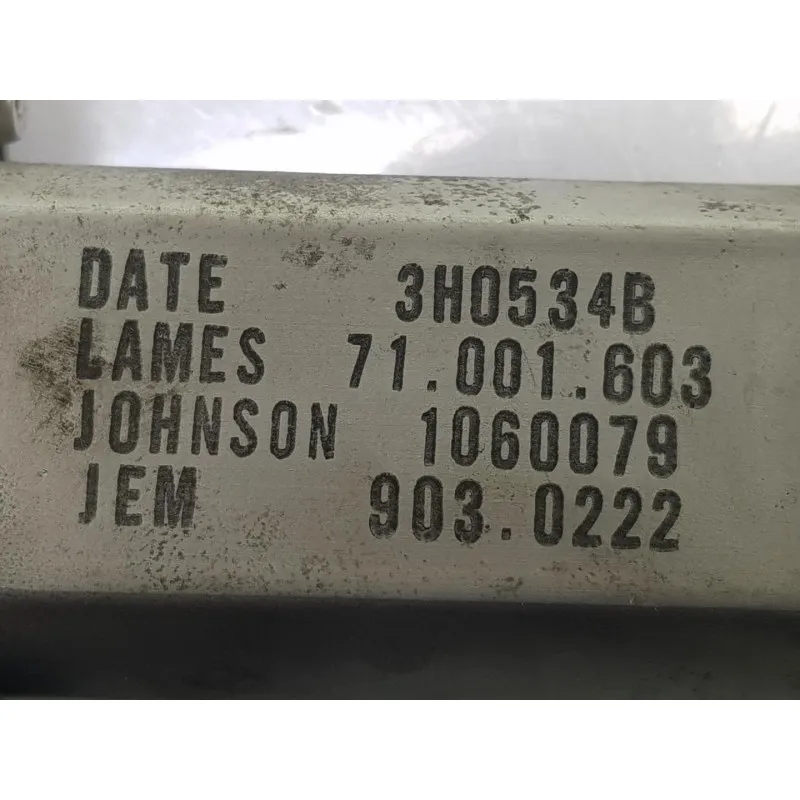 DATE 3H0534B
LAMES 71.001.603
JOHNSON 1060079
JEM 903.0222